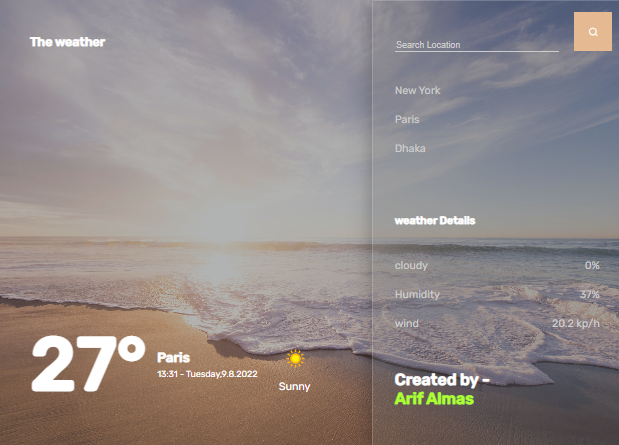 The weather
Search Location
New York
Paris
Dhaka
weather Details
cloudy 0%
Humidity 37%
wind 20.2 kp/h
27°
Paris
13:31 - Tuesday,9.8.2022
Sunny
Created by -
Arif Almas